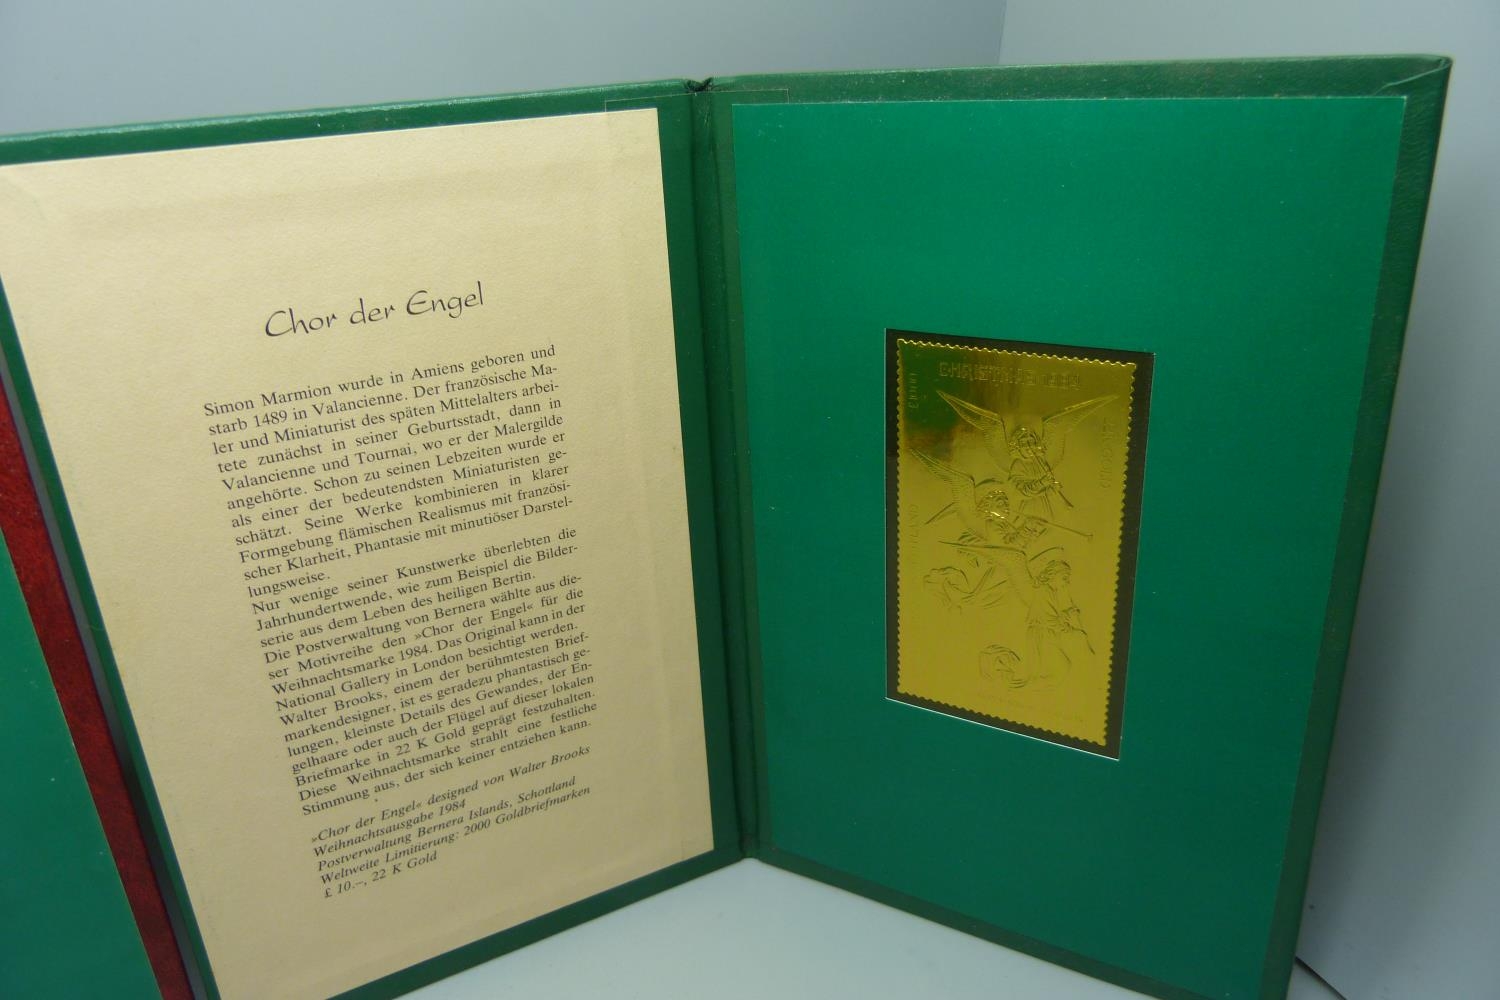 Chor der Engel
Simon Marmion wurde in Amiens geboren und
starb 1489 in Valancienne. Der französische Ma-
ler und Miniaturist des späten Mittelalters arbei-
tete zunächst in seiner Geburtsstadt, dann in
Valancienne und Tournai, wo er der Malergilde
angehörte. Schon zu seinen Lebzeiten wurde er
als einer der bedeutendsten Miniaturisten ge-
schätzt. Seine Werke kombinieren in klarer
Formgebung flämischen Realismus mit französi-
scher Klarheit, Phantasie mit minutiöser Darstel-
lungsweise.
Nur wenige seiner Kunstwerke überlebten die
Jahrhundertwende, wie zum Beispiel die Bilder-
serie aus dem Leben des heiligen Bertin.
Die Postverwaltung von Bernera wählte aus die-
ser Motivreihe den »Chor der Engel« für die
Weihnachtsmarke 1984. Das Original kann in der
National Gallery in London besichtigt werden.
Walter Brooks, einem der berühmtesten Brief-
markendesigner, ist es geradezu phantastisch ge-
lungen, kleinste Details des Gewandes, der En-
gelhaare oder auch der Flügel auf dieser lokalen
Briefmarke in 22 K Gold geprägt festzuhalten.
Diese Weihnachtsmarke strahlt eine festliche
Stimmung aus, der sich keiner entziehen kann.
»Chor der Engel« designed von Walter Brooks
Weihnachtsausgabe 1984
Postverwaltung Bernera Islands, Schottland
Weltweite Limitierung: 2000 Goldbriefmarken
£ 10.–, 22 K Gold
CHRISTMAS